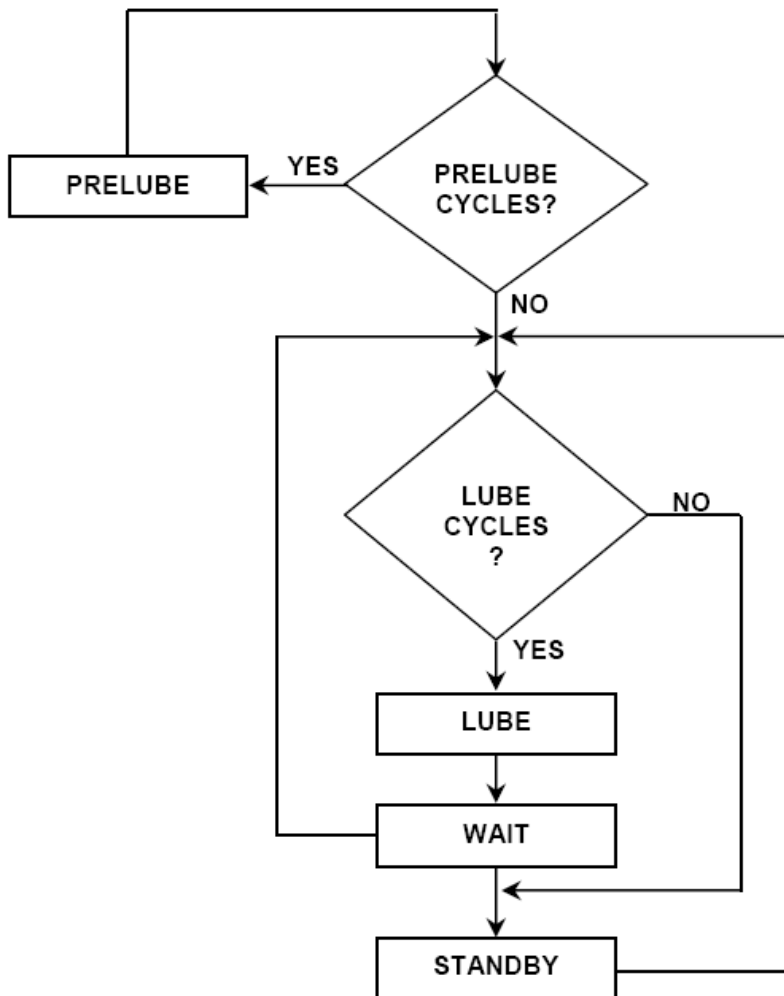 YES
PRELUBE
PRELUBE
CYCLES?
NO
LUBE
CYCLES
?
NO
YES
LUBE
WAIT
STANDBY